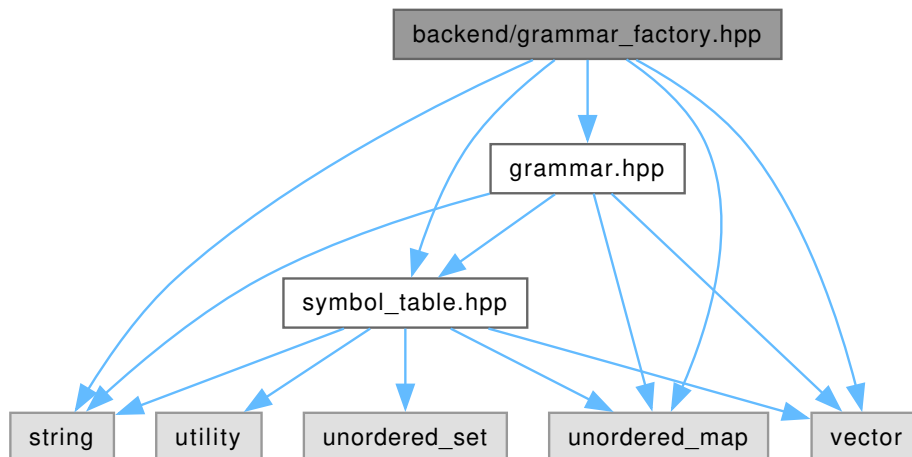 backend/grammar_factory.hpp
grammar.hpp
symbol_table.hpp
string
utility
unordered_set
unordered_map
vector